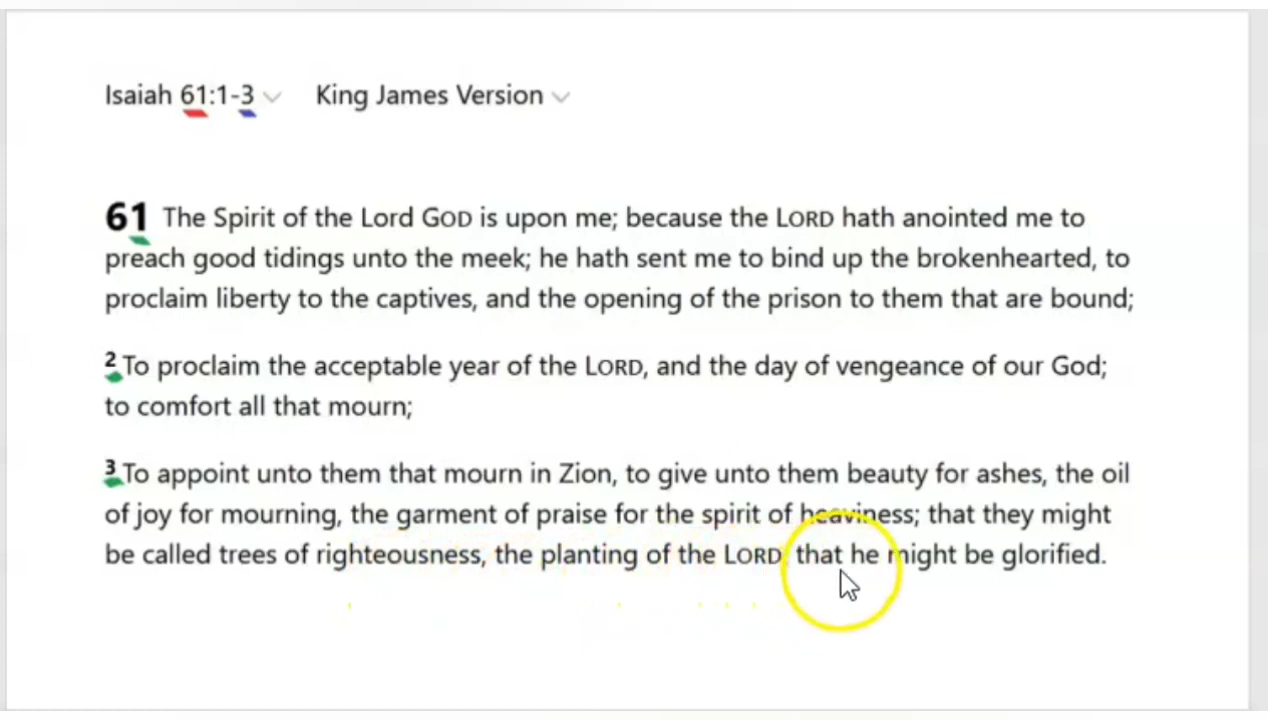 Isaiah 61:1-3 King James Version
61 The Spirit of the Lord GOD is upon me; because the LORD hath anointed me to
preach good tidings unto the meek; he hath sent me to bind up the brokenhearted, to
proclaim liberty to the captives, and the opening of the prison to them that are bound;
2 To proclaim the acceptable year of the LORD, and the day of vengeance of our God;
to comfort all that mourn;
3 To appoint unto them that mourn in Zion, to give unto them beauty for ashes, the oil
of joy for mourning, the garment of praise for the spirit of heaviness; that they might
be called trees of righteousness, the planting of the LORD, that he might be glorified.